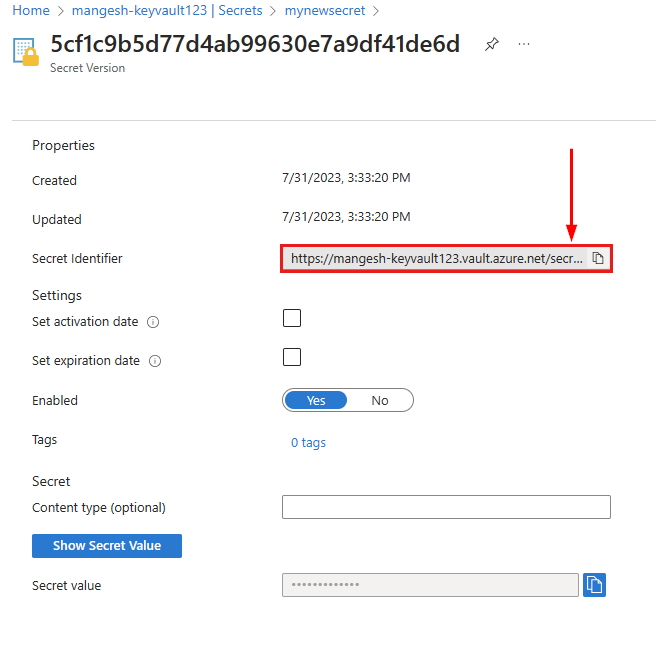 Home > mangesh-keyvault123 | Secrets > mynewsecret >
5cf1c9b5d77d4ab99630e7a9df41de6d ...
Secret Version
Properties
Created 7/31/2023, 3:33:20 PM
Updated 7/31/2023, 3:33:20 PM
Secret Identifier https://mangesh-keyvault123.vault.azure.net/secr...
Settings
Set activation date
Set expiration date
Enabled Yes No
Tags 0 tags
Secret
Content type (optional)
Show Secret Value
Secret value •••••••••••••